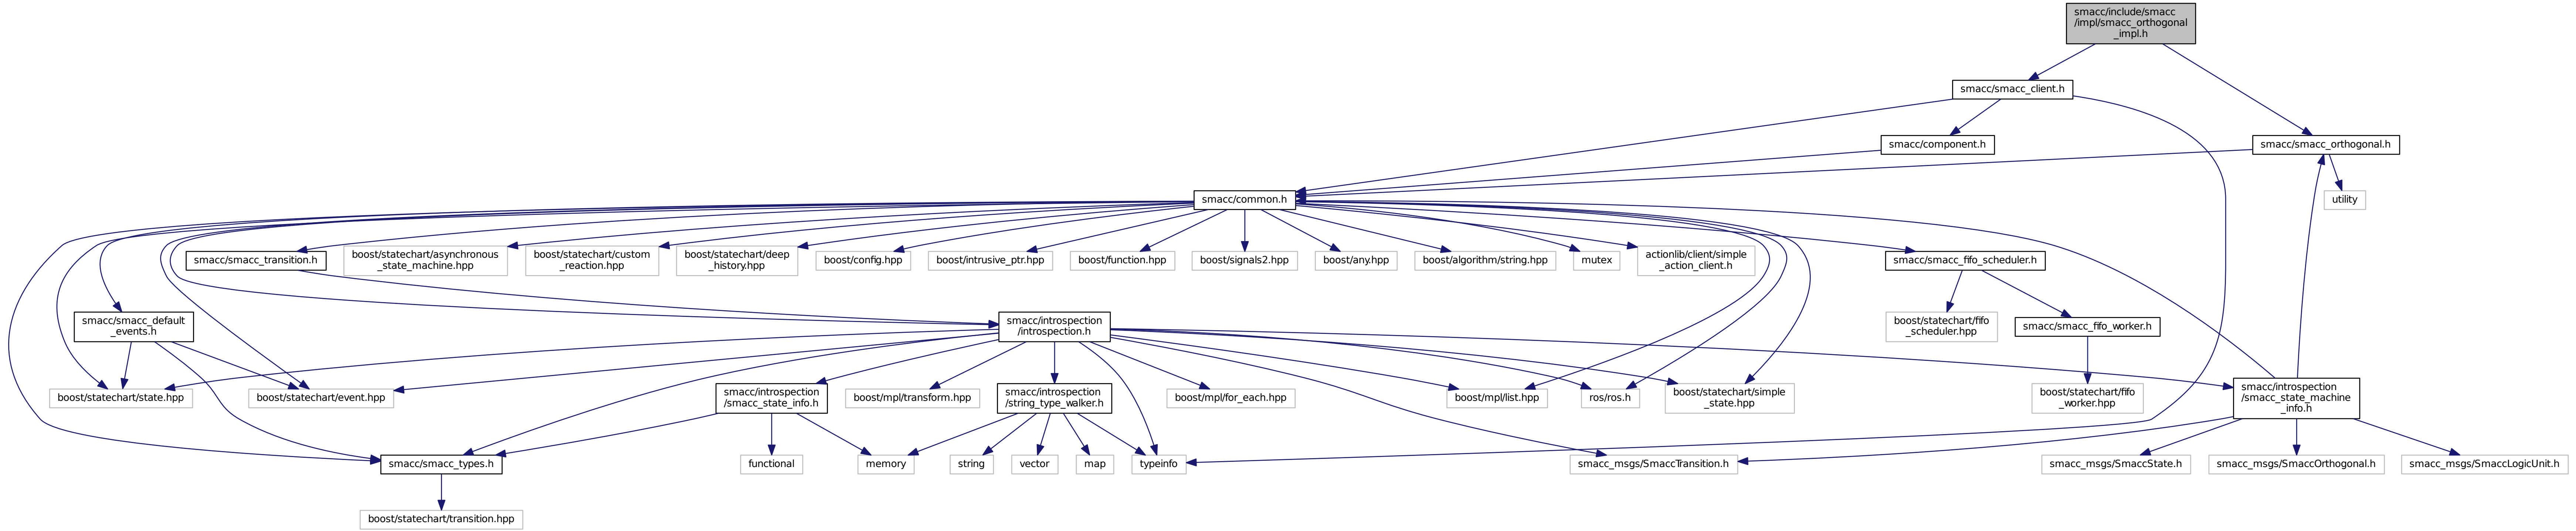 smacc/include/smacc
/impl/smacc_orthogonal
_impl.h
smacc/smacc_client.h
smacc/component.h
smacc/smacc_orthogonal.h
smacc/common.h
utility
smacc/smacc_transition.h
boost/statechart/asynchronous
_state_machine.hpp
boost/statechart/custom
_reaction.hpp
boost/statechart/deep
_history.hpp
boost/config.hpp
boost/intrusive_ptr.hpp
boost/function.hpp
boost/signals2.hpp
boost/any.hpp
boost/algorithm/string.hpp
mutex
actionlib/client/simple
_action_client.h
smacc/smacc_fifo_scheduler.h
smacc/smacc_default
_events.h
smacc/introspection
/introspection.h
boost/statechart/fifo
_scheduler.hpp
smacc/smacc_fifo_worker.h
boost/statechart/state.hpp
boost/statechart/event.hpp
smacc/introspection
/smacc_state_info.h
boost/mpl/transform.hpp
smacc/introspection
/string_type_walker.h
boost/mpl/for_each.hpp
boost/mpl/list.hpp
ros/ros.h
boost/statechart/simple
_state.hpp
boost/statechart/fifo
_worker.hpp
smacc/introspection
/smacc_state_machine
_info.h
smacc/smacc_types.h
functional
memory
string
vector
map
typeinfo
smacc_msgs/SmaccTransition.h
smacc_msgs/SmaccState.h
smacc_msgs/SmaccOrthogonal.h
smacc_msgs/SmaccLogicUnit.h
boost/statechart/transition.hpp